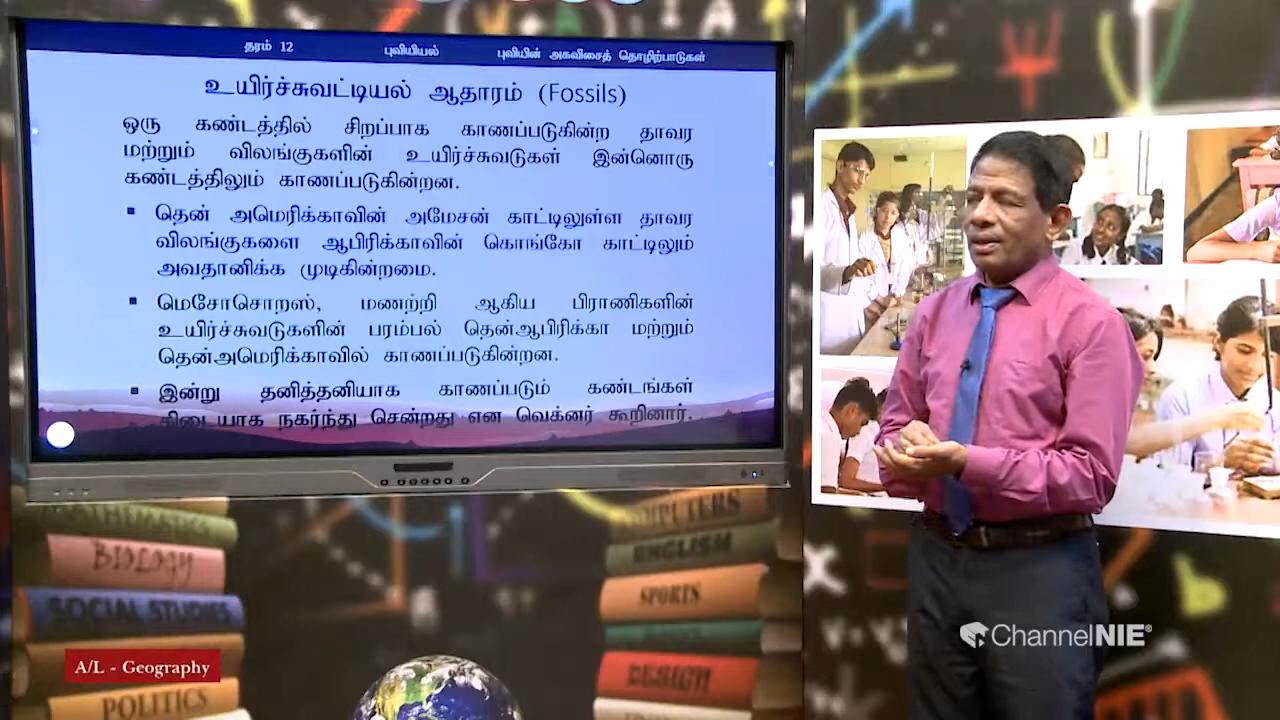 தரம் 12 புவியியல் புவியின் அகவிசைத் தொழிற்பாடுகள்
உயிர்ச்சுவட்டியல் ஆதாரம் (Fossils)
ஒரு கண்டத்தில் சிறப்பாக காணப்படுகின்ற தாவர
மற்றும் விலங்குகளின் உயிர்ச்சுவடுகள் இன்னொரு
கண்டத்திலும் காணப்படுகின்றன.
▪ தென் அமெரிக்காவின் அமேசன் காட்டிலுள்ள தாவர
விலங்குகளை ஆபிரிக்காவின் கொங்கோ காட்டிலும்
அவதானிக்க முடிகின்றமை.
▪ மெசோசொறஸ், மணற்றி ஆகிய பிராணிகளின்
உயிர்ச்சுவடுகளின் பரம்பல் தென்ஆபிரிக்கா மற்றும்
தென்அமெரிக்காவில் காணப்படுகின்றன.
▪ இன்று தனித்தனியாக காணப்படும் கண்டங்கள்
கிடையாக நகர்ந்து சென்றது என வெக்னர் கூறினார்.
MATHEMATICS
BIOLOGY
SOCIAL STUDIES
POLITICS
COMPUTERS
ENGLISH
SPORTS
DESIGN
A/L - Geography
ChannelNIE®